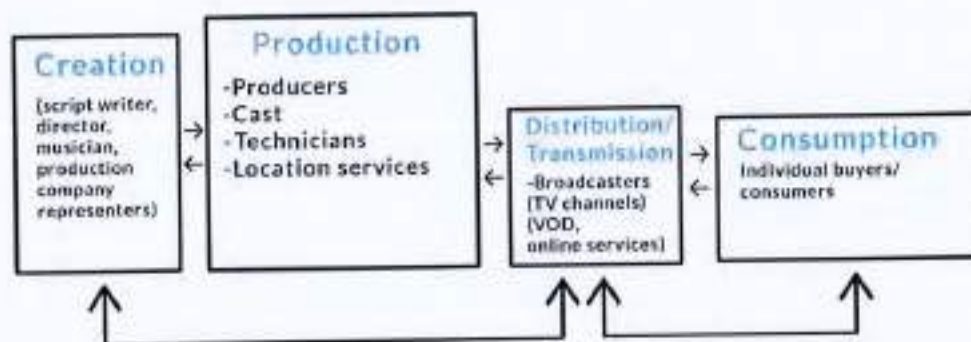 Creation
(script writer,
director,
musician,
production
company
representers)
Production
-Producers
-Cast
-Technicians
-Location services
Distribution/
Transmission
-Broadcasters
(TV channels)
(VOD,
online services)
Consumption
Individual buyers/
consumers